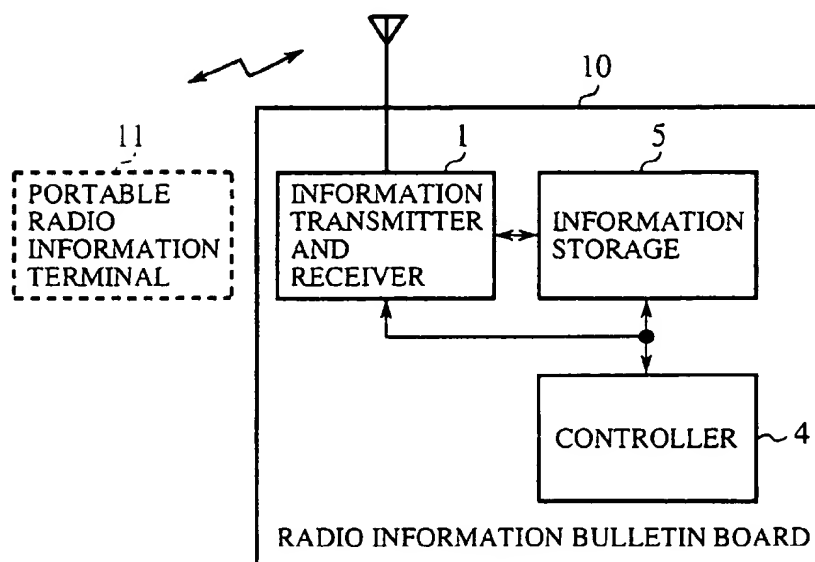 10
11
1
5
PORTABLE
RADIO
INFORMATION
TERMINAL
INFORMATION
TRANSMITTER
AND
RECEIVER
INFORMATION
STORAGE
CONTROLLER
4
RADIO INFORMATION BULLETIN BOARD